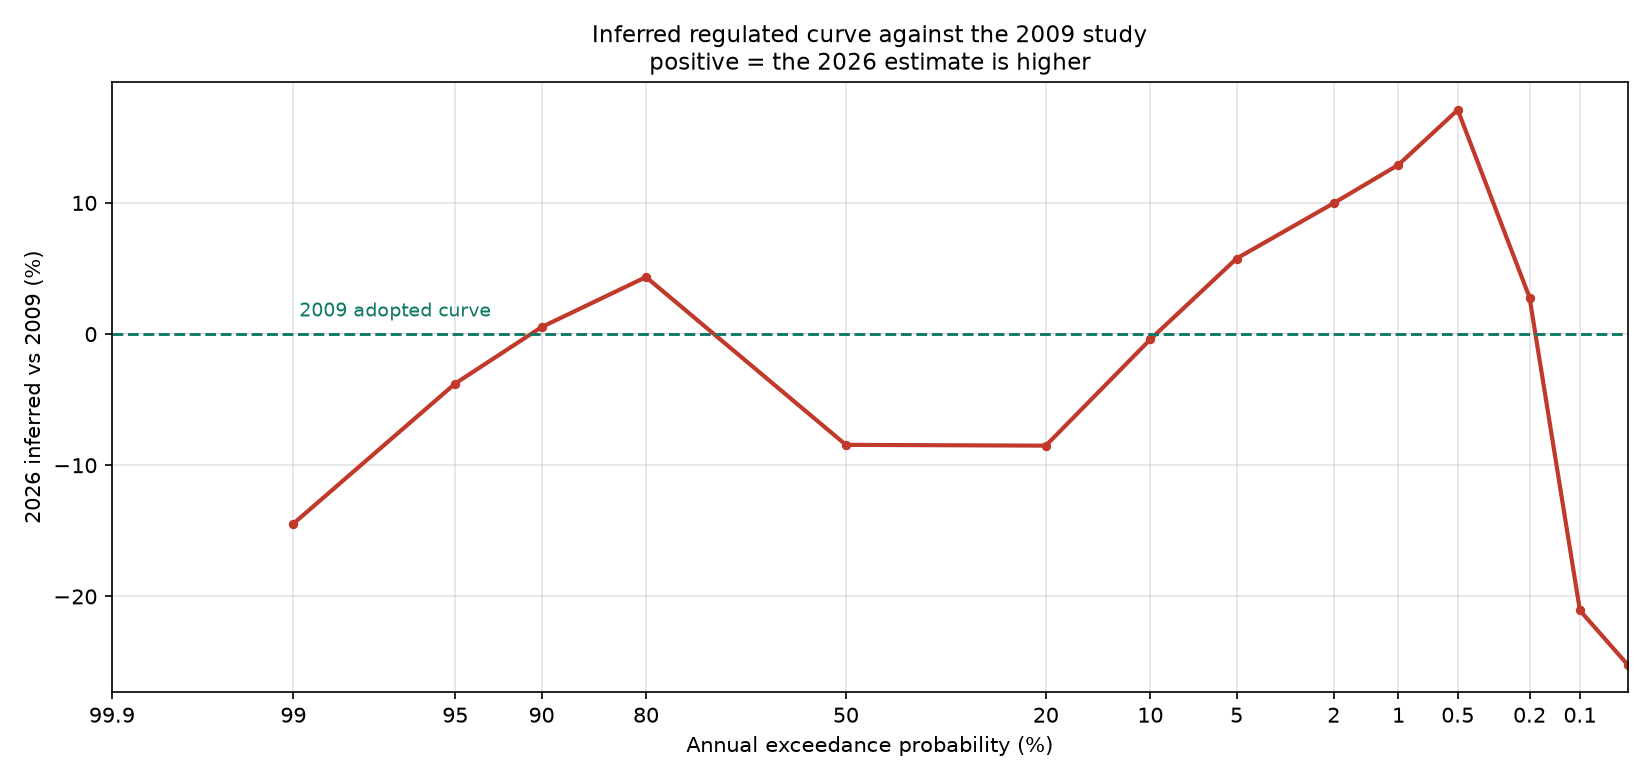 Inferred regulated curve against the 2009 study
positive = the 2026 estimate is higher
2026 inferred vs 2009 (%)
10
0
−10
−20
2009 adopted curve
99.9 99 95 90 80 50 20 10 5 2 1 0.5 0.2 0.1
Annual exceedance probability (%)